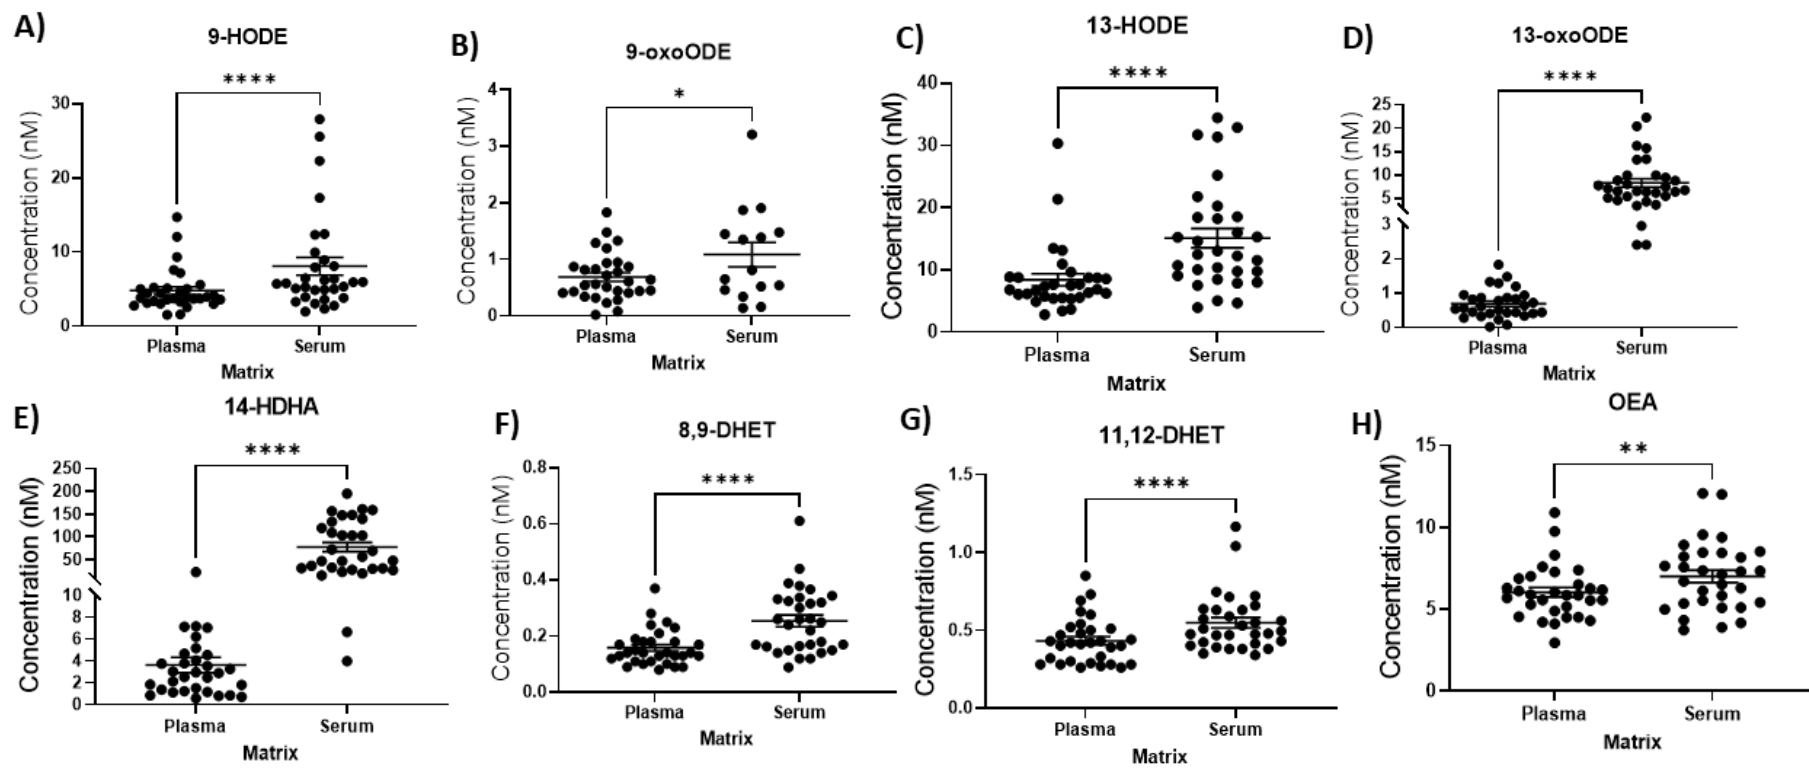 A)
9-HODE
****
Concentration (nM)
30
20
10
0
Plasma
Serum
Matrix
B)
9-oxoODE
*
Concentration (nM)
4
3
2
1
0
Plasma
Serum
Matrix
C)
13-HODE
****
Concentration (nM)
40
30
20
10
0
Plasma
Serum
Matrix
D)
13-oxoODE
****
Concentration (nM)
25
20
15
10
5
3
2
1
0
Plasma
Serum
Matrix
E)
14-HDHA
****
Concentration (nM)
250
200
150
100
50
10
8
6
4
2
0
Plasma
Serum
Matrix
F)
8,9-DHET
****
Concentration (nM)
0.8
0.6
0.4
0.2
0.0
Plasma
Serum
Matrix
G)
11,12-DHET
****
Concentration (nM)
1.5
1.0
0.5
0.0
Plasma
Serum
Matrix
H)
OEA
**
Concentration (nM)
15
10
5
0
Plasma
Serum
Matrix